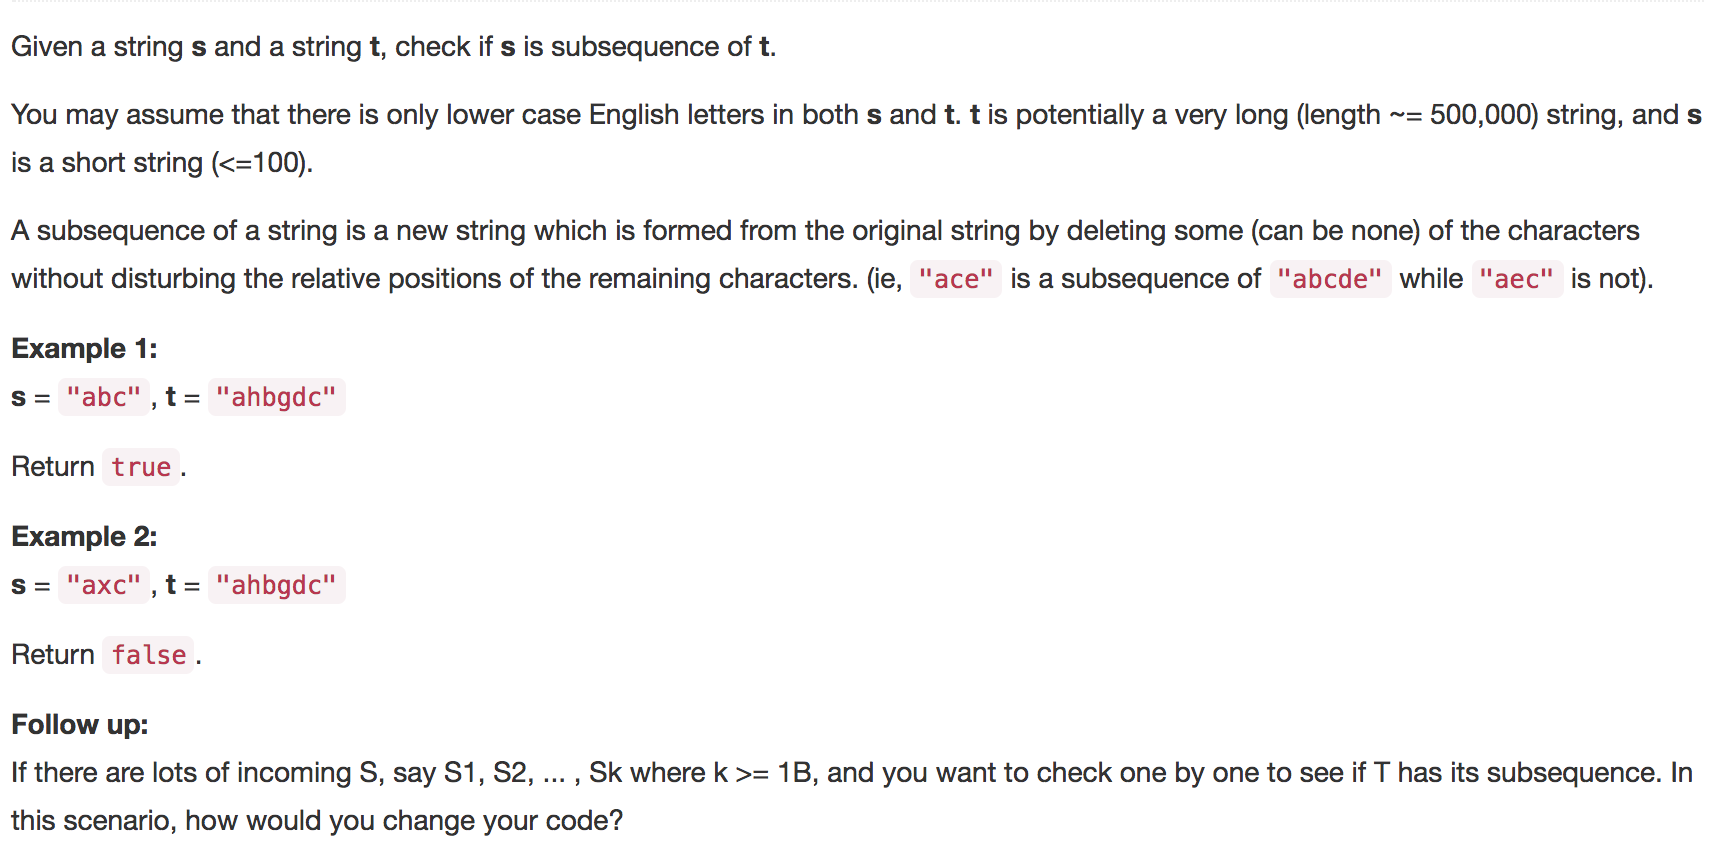 Given a string s and a string t, check if s is subsequence of t.
You may assume that there is only lower case English letters in both s and t. t is potentially a very long (length ~= 500,000) string, and s
is a short string (<=100).
A subsequence of a string is a new string which is formed from the original string by deleting some (can be none) of the characters
without disturbing the relative positions of the remaining characters. (ie, "ace" is a subsequence of "abcde" while "aec" is not).
Example 1:
s = "abc", t = "ahbgdc"
Return true.
Example 2:
s = "axc", t = "ahbgdc"
Return false.
Follow up:
If there are lots of incoming S, say S1, S2, ... , Sk where k >= 1B, and you want to check one by one to see if T has its subsequence. In
this scenario, how would you change your code?